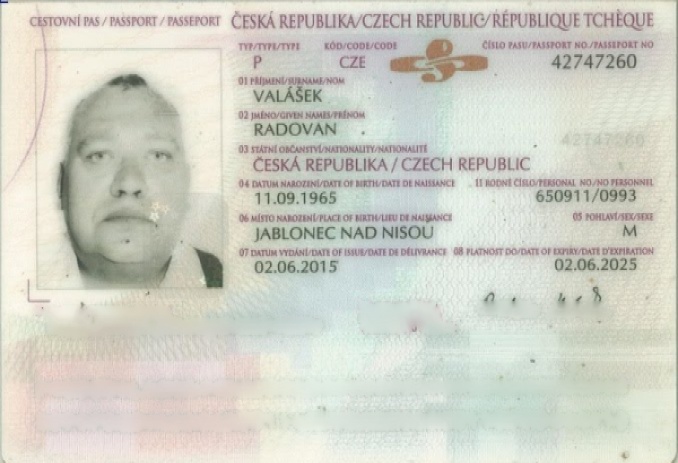 CESTOVNÍ PAS / PASSPORT / PASSEPORT ČESKÁ REPUBLIKA/CZECH REPUBLIC/RÉPUBLIQUE TCHÈQUE
TYP/TYPE/TYPE KÓD/CODE/CODE ČÍSLO PASU/PASSPORT NO./PASSEPORT NO
P CZE 42747260
01 PŘÍJMENÍ/SURNAME/NOM
VALÁŠEK
02 JMÉNO/GIVEN NAMES/PRÉNOM
RADOVAN
42747260
03 STÁTNÍ OBČANSTVÍ/NATIONALITY/NATIONALITÉ
ČESKÁ REPUBLIKA / CZECH REPUBLIC
04 DATUM NAROZENÍ/DATE OF BIRTH/DATE DE NAISSANCE 11 RODNÉ ČÍSLO/PERSONAL NO./NO PERSONNEL
11.09.1965 650911/0993
06 MÍSTO NAROZENÍ/PLACE OF BIRTH/LIEU DE NAISSANCE 05 POHLAVÍ/SEX/SEXE
JABLONEC NAD NISOU M
07 DATUM VYDÁNÍ/DATE OF ISSUE/DATE DE DÉLIVRANCE 08 PLATNOST DO/DATE OF EXPIRY/DATE D'EXPIRATION
02.06.2015 02.06.2025